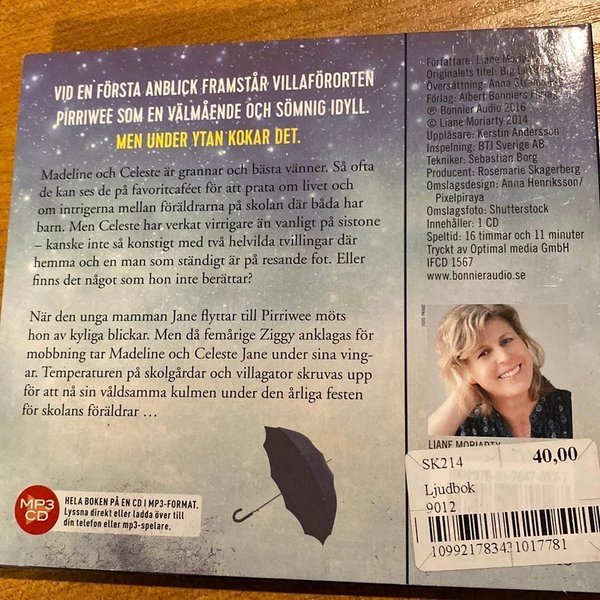 VID EN FÖRSTA ANBLICK FRAMSTÅR VILLAFÖRORTEN
PIRRIWEE SOM EN VÄLMÅENDE OCH SÖMNIG IDYLL.
MEN UNDER YTAN KOKAR DET.
Madeline och Celeste är grannar och bästa vänner. Så ofta
de kan ses de på favoritcaféet för att prata om livet och
om intrigerna mellan föräldrarna på skolan där båda har
barn. Men Celeste har verkat virrigare än vanligt på sistone
– kanske inte så konstigt med två helvilda tvillingar där
hemma och en man som ständigt är på resande fot. Eller
finns det något som hon inte berättar?
När den unga mamman Jane flyttar till Pirriwee möts
hon av kyliga blickar. Men då femårige Ziggy anklagas för
mobbning tar Madeline och Celeste Jane under sina ving-
ar. Temperaturen på skolgårdar och villagator skruvas upp
för att nå sin våldsamma kulmen under den årliga festen
för skolans föräldrar ...
MP3
CD
HELA BOKEN PÅ EN CD I MP3-FORMAT.
Lyssna direkt eller ladda över till
din telefon eller mp3-spelare.
Författare: Liane
Originalets titel: Big
Översättning: Anna
Förlag: Albert Bonniers Förlag
℗ Bonnier Audio 2016
© Liane Moriarty 2014
Uppläsare: Kerstin Andersson
Inspelning: BTJ Sverige AB
Tekniker: Sebastian Borg
Producent: Rosemarie Skagerberg
Omslagsdesign: Anna Henriksson/
Pixelpiraya
Omslagsfoto: Shutterstock
Innehåller: 1 CD
Speltid: 16 timmar och 11 minuter
Tryckt av Optimal media GmbH
IFCD 1567
www.bonnieraudio.se
FOTO: PRIVAT
LIANE MORIARTY
SK214 40,00
Ljudbok
9012
10992178343101778​1